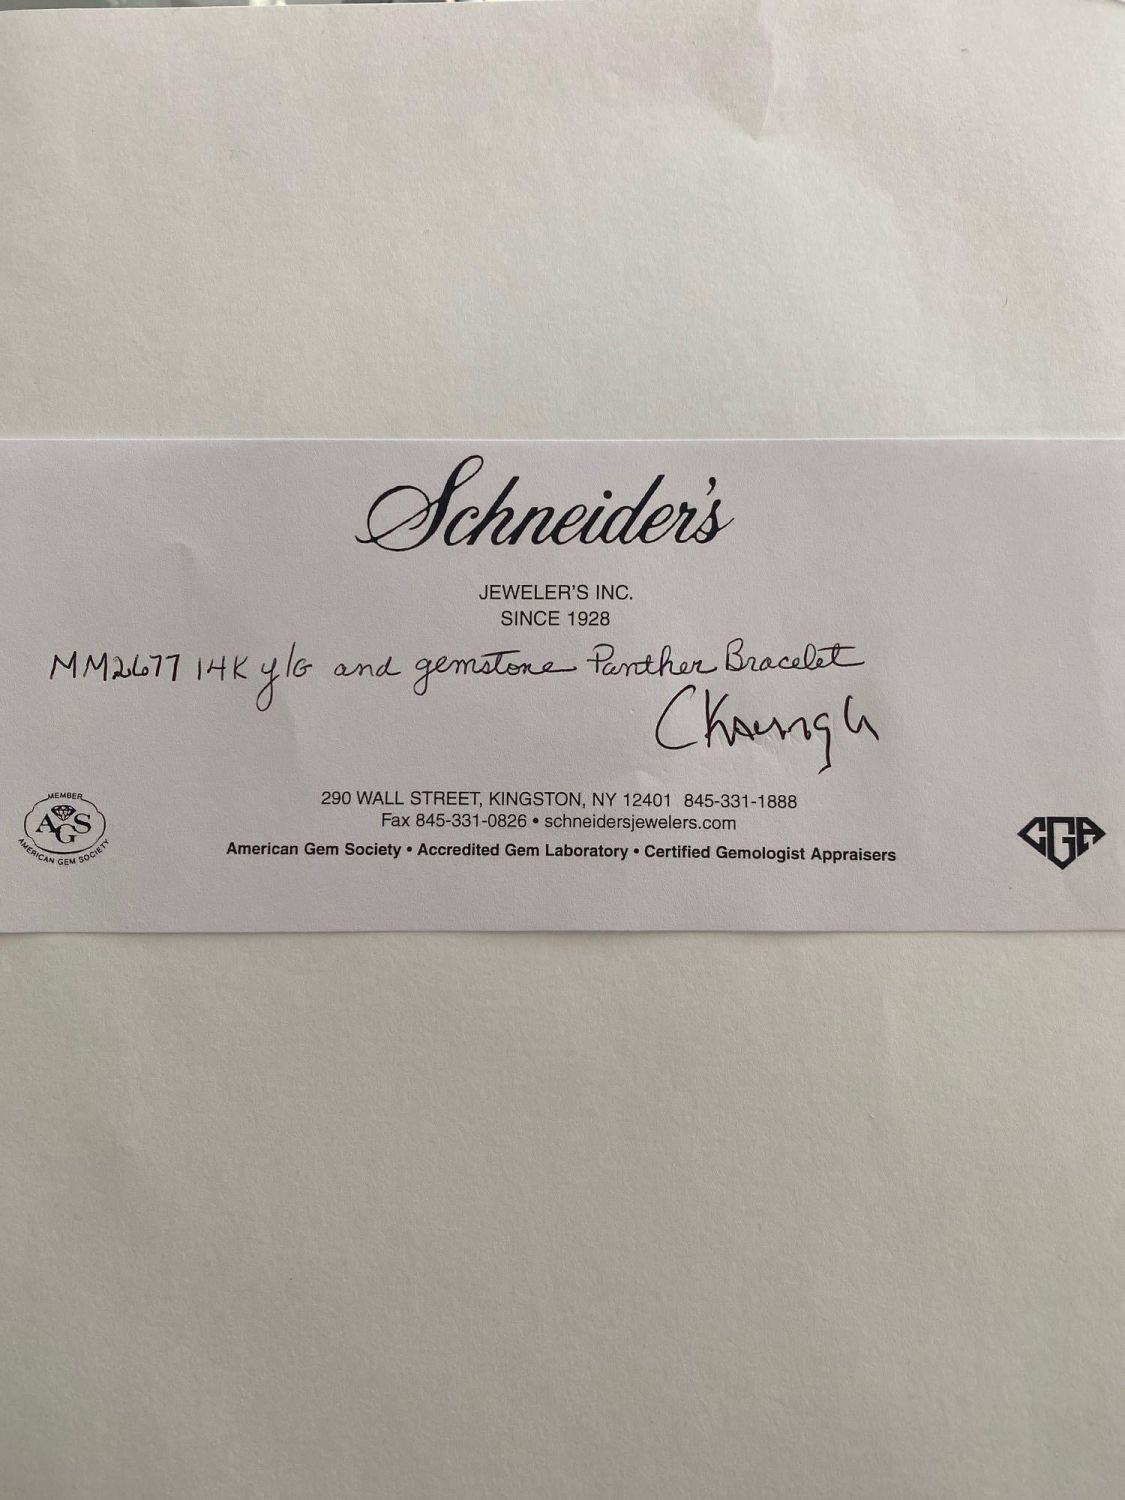 Schneider's
JEWELER'S INC.
SINCE 1928
MM2677 14K y/G and gemstone Panther Bracelet
290 WALL STREET, KINGSTON, NY 12401 845-331-1888
Fax 845-331-0826 • schneidersjewelers.com
American Gem Society • Accredited Gem Laboratory • Certified Gemologist Appraisers
MEMBER
AGS
AMERICAN GEM SOCIETY
CGA